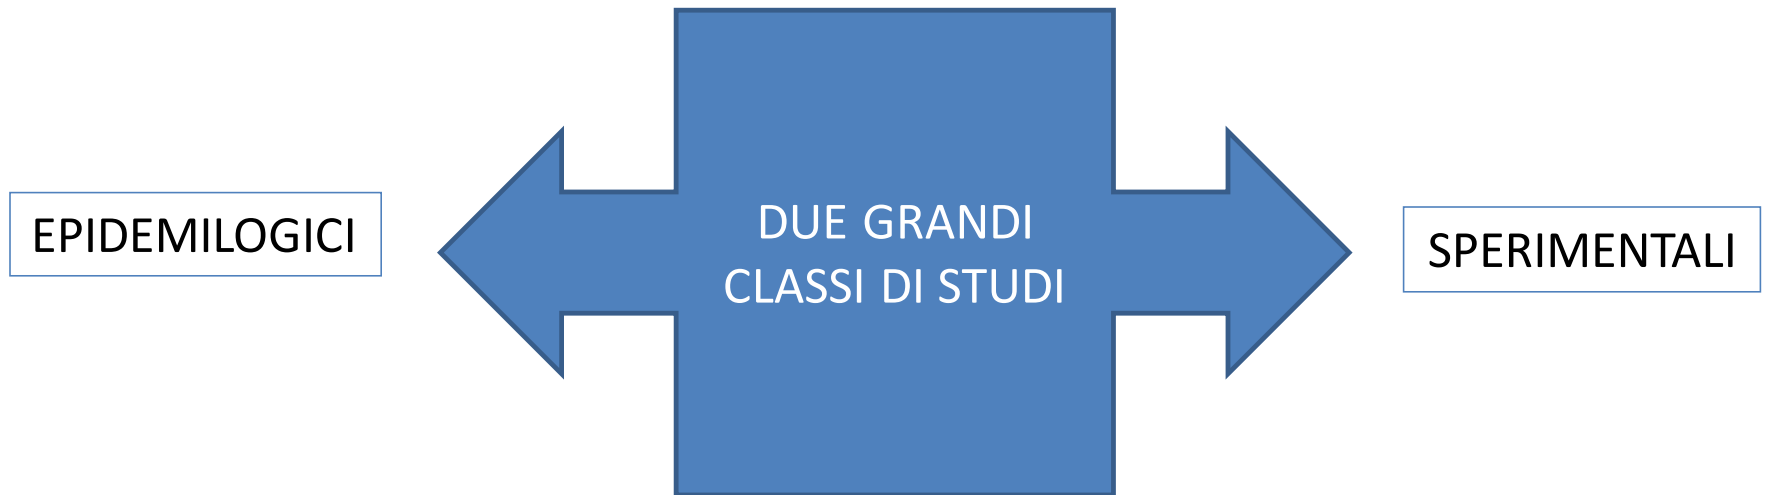 EPIDEMILOGICI
DUE GRANDI
CLASSI DI STUDI
SPERIMENTALI